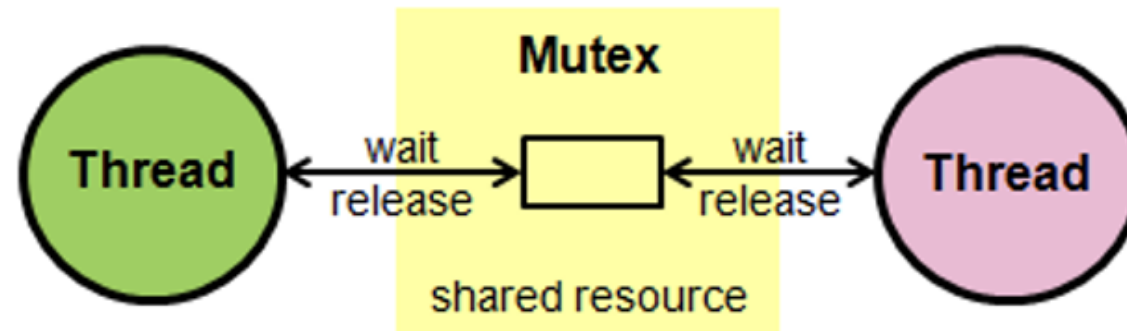 Mutex
Thread
wait
release
wait
release
Thread
shared resource